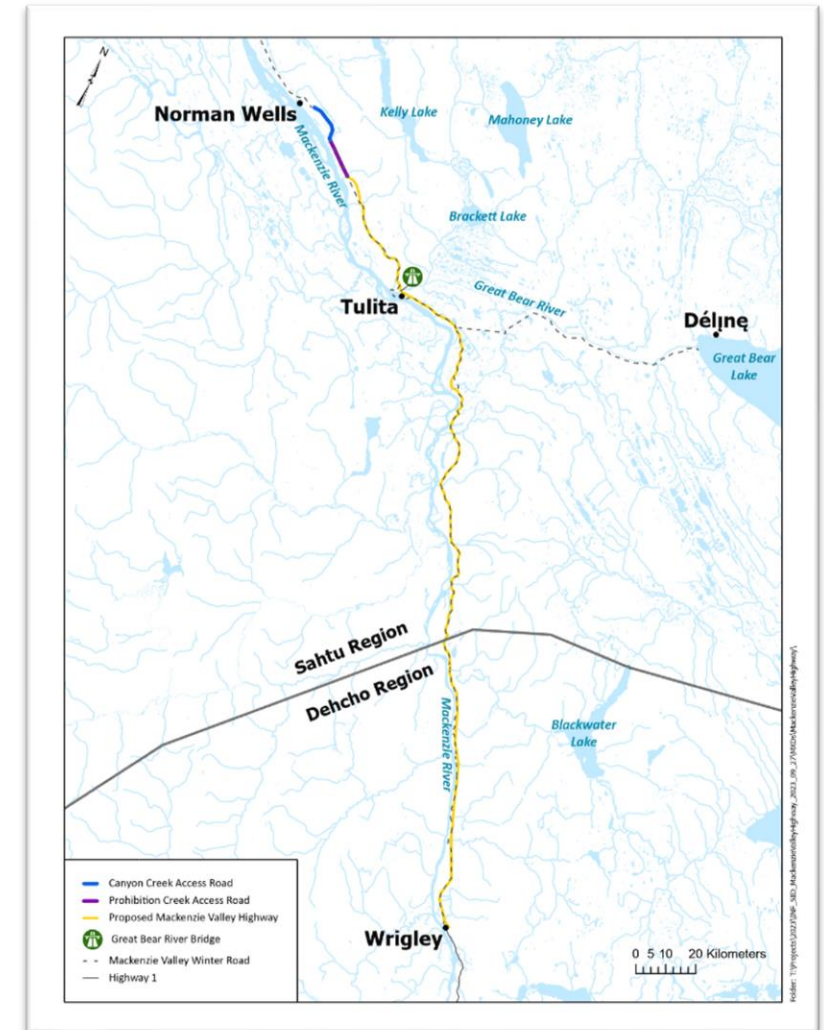 N
Norman Wells
Kelly Lake
Mahoney Lake
Mackenzie River
Brackett Lake
Great Bear River
Tulita
Délı̨nę
Great Bear
Lake
Sahtu Region
Dehcho Region
Mackenzie River
Blackwater
Lake
Wrigley
Canyon Creek Access Road
Prohibition Creek Access Road
Proposed Mackenzie Valley Highway
Great Bear River Bridge
Mackenzie Valley Winter Road
Highway 1
0 5 10 20 Kilometers